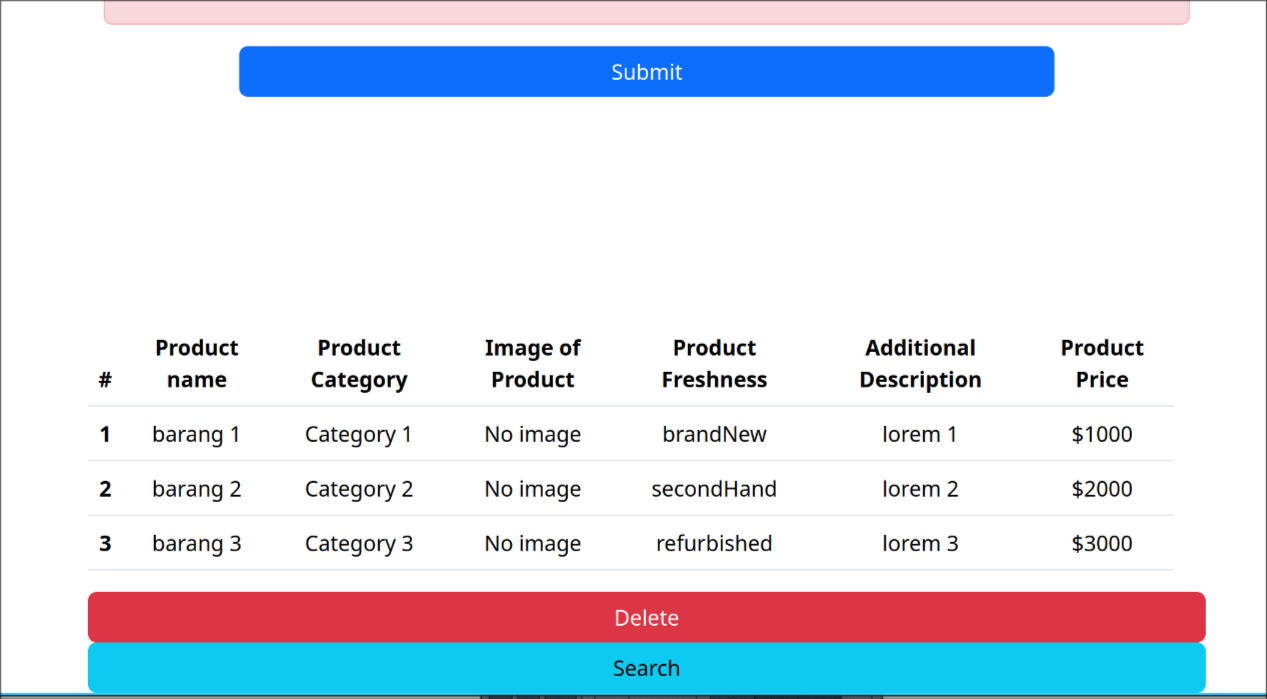 Submit
# Product name Product Category Image of Product Product Freshness Additional Description Product Price
1 barang 1 Category 1 No image brandNew lorem 1 $1000
2 barang 2 Category 2 No image secondHand lorem 2 $2000
3 barang 3 Category 3 No image refurbished lorem 3 $3000
Delete
Search